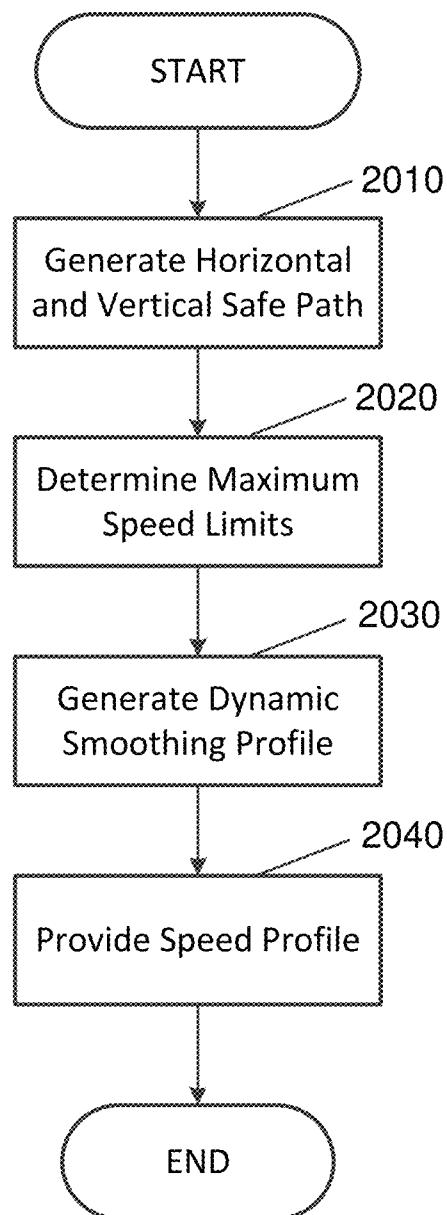 START
2010
Generate Horizontal
and Vertical Safe Path
2020
Determine Maximum
Speed Limits
2030
Generate Dynamic
Smoothing Profile
2040
Provide Speed Profile
END